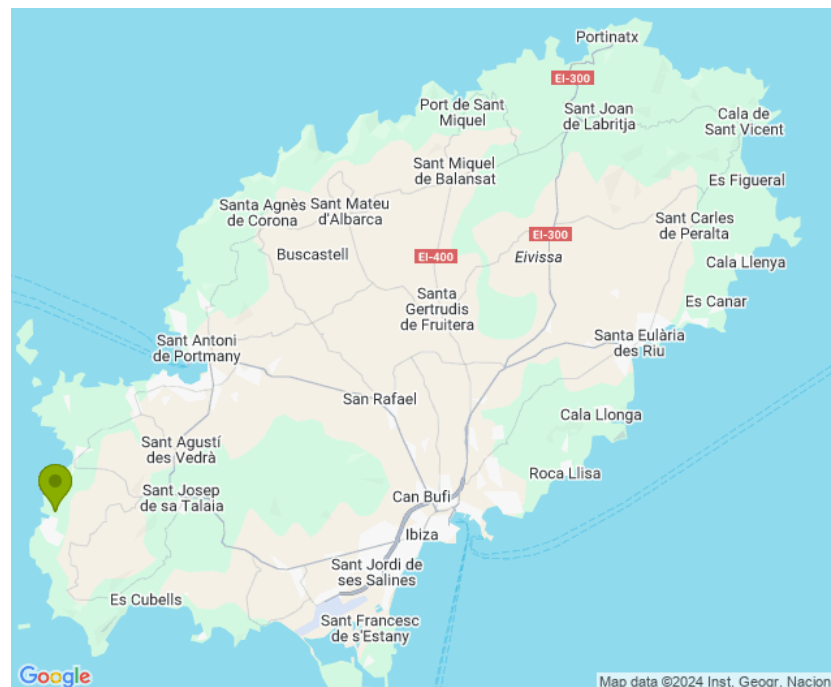 Portinatx
EI-300
Port de Sant
Miquel
Sant Joan
de Labritja
Cala de
Sant Vicent
Sant Miquel
de Balansat
Es Figueral
Santa Agnès
de Corona
Sant Mateu
d'Albarca
Sant Carles
de Peralta
EI-300
Buscastell
EI-400
Eivissa
Cala Llenya
Santa
Gertrudis
de Fruitera
Es Canar
Sant Antoni
de Portmany
Santa Eulària
des Riu
San Rafael
Cala Llonga
Sant Agustí
des Vedrà
Roca Llisa
Sant Josep
de sa Talaia
Can Bufi
Ibiza
Sant Jordi de
ses Salines
Es Cubells
Sant Francesc
de s'Estany
Google
Map data ©2024 Inst. Geogr. Nacion